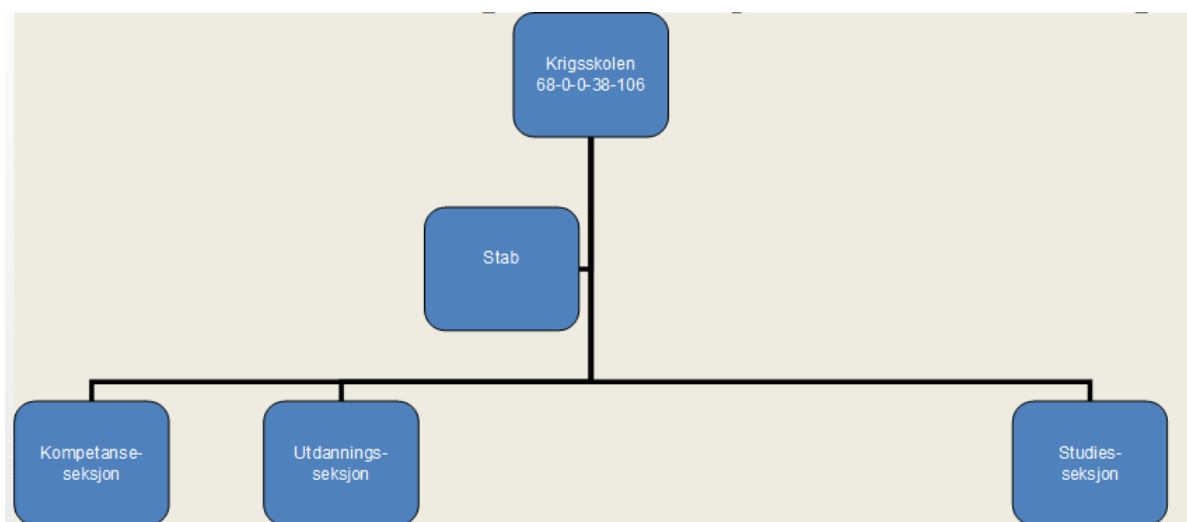 Krigsskolen
68-0-0-38-106
Stab
Kompetanse-
seksjon
Utdannings-
seksjon
Studies-
seksjon